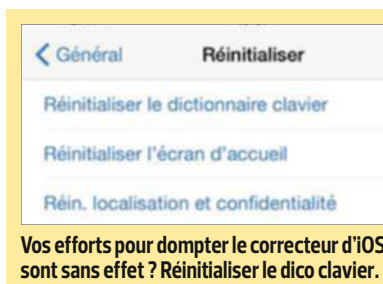 Général Réinitialiser
Réinitialiser le dictionnaire clavier
Réinitialiser l'écran d'accueil
Réin. localisation et confidentialité
Vos efforts pour dompter le correcteur d'iOS
sont sans effet ? Réinitialiser le dico clavier.